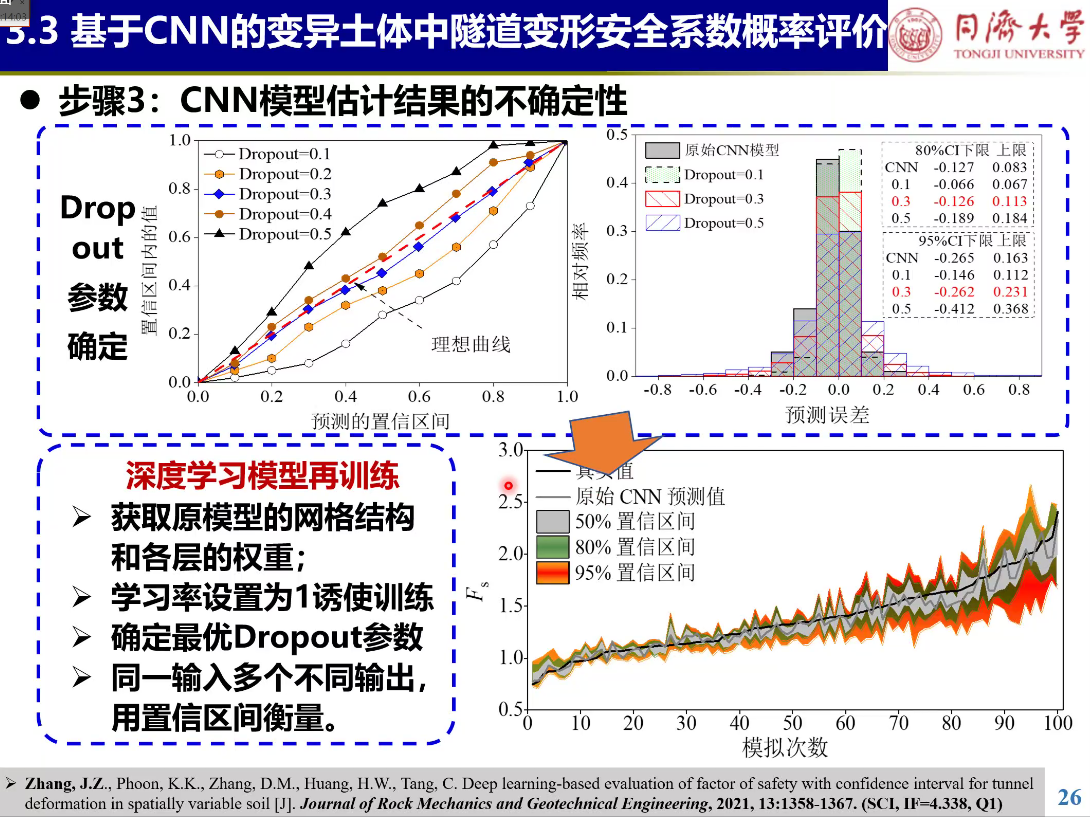 :14:03
3.3 基于CNN的变异土体中隧道变形安全系数概率评价
同濟大學
TONGJI UNIVERSITY
● 步骤3：CNN模型估计结果的不确定性
Drop
out
参数
确定
置信区间内的值
1.0
0.8
0.6
0.4
0.2
0.0
Dropout=0.1
Dropout=0.2
Dropout=0.3
Dropout=0.4
Dropout=0.5
理想曲线
0.0 0.2 0.4 0.6 0.8 1.0
预测的置信区间
相对频率
0.5
0.4
0.3
0.2
0.1
0.0
原始CNN模型
Dropout=0.1
Dropout=0.3
Dropout=0.5
80%CI下限 上限
CNN -0.127 0.083
0.1 -0.066 0.067
0.3 -0.126 0.113
0.5 -0.189 0.184
95%CI下限 上限
CNN -0.265 0.163
0.1 -0.146 0.112
0.3 -0.262 0.231
0.5 -0.412 0.368
-0.8 -0.6 -0.4 -0.2 0.0 0.2 0.4 0.6 0.8
预测误差
深度学习模型再训练
➢ 获取原模型的网格结构
和各层的权重；
➢ 学习率设置为1诱使训练
➢ 确定最优Dropout参数
➢ 同一输入多个不同输出，
用置信区间衡量。
Fs
3.0
2.5
2.0
1.5
1.0
0.5
真实值
原始 CNN 预测值
50% 置信区间
80% 置信区间
95% 置信区间
0 10 20 30 40 50 60 70 80 90 100
模拟次数
➢ Zhang, J.Z., Phoon, K.K., Zhang, D.M., Huang, H.W., Tang, C. Deep learning-based evaluation of factor of safety with confidence interval for tunnel
deformation in spatially variable soil [J]. Journal of Rock Mechanics and Geotechnical Engineering, 2021, 13:1358-1367. (SCI, IF=4.338, Q1)
26